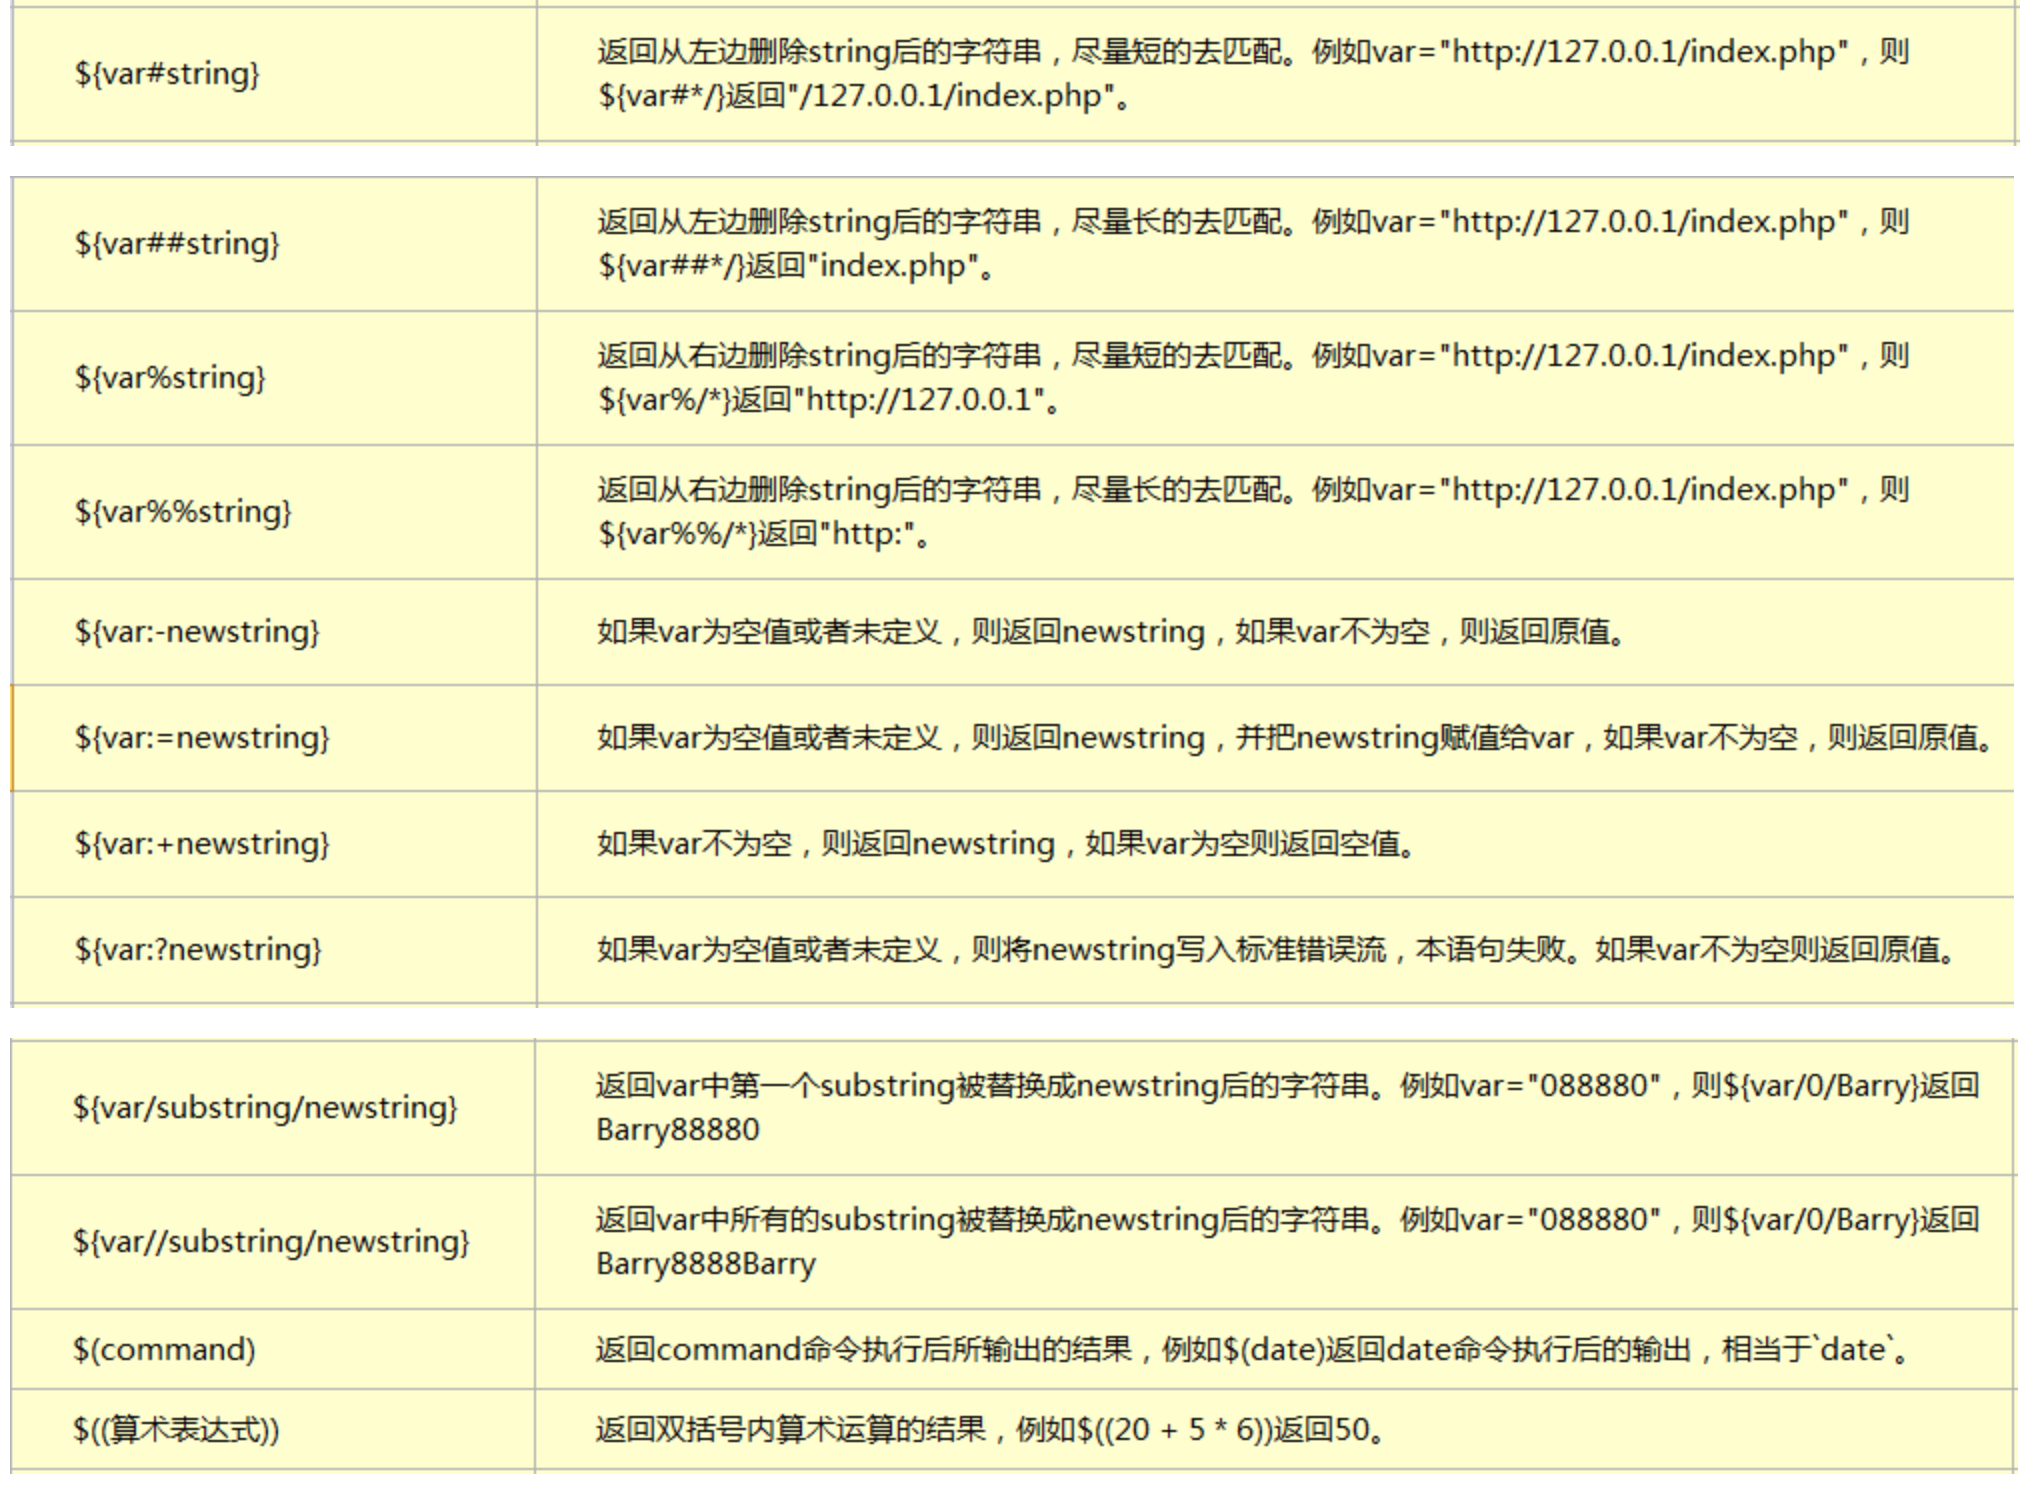 ${var#string}
返回从左边删除string后的字符串，尽量短的去匹配。例如var="http://127.0.0.1/index.php"，则
${var#*/}返回"/127.0.0.1/index.php"。
${var##string}
返回从左边删除string后的字符串，尽量长的去匹配。例如var="http://127.0.0.1/index.php"，则
${var##*/}返回"index.php"。
${var%string}
返回从右边删除string后的字符串，尽量短的去匹配。例如var="http://127.0.0.1/index.php"，则
${var%/*}返回"http://127.0.0.1"。
${var%%string}
返回从右边删除string后的字符串，尽量长的去匹配。例如var="http://127.0.0.1/index.php"，则
${var%%/*}返回"http:"。
${var:-newstring}
如果var为空值或者未定义，则返回newstring，如果var不为空，则返回原值。
${var:=newstring}
如果var为空值或者未定义，则返回newstring，并把newstring赋值给var，如果var不为空，则返回原值。
${var:+newstring}
如果var不为空，则返回newstring，如果var为空则返回空值。
${var:?newstring}
如果var为空值或者未定义，则将newstring写入标准错误流，本语句失败。如果var不为空则返回原值。
${var/substring/newstring}
返回var中第一个substring被替换成newstring后的字符串。例如var="088880"，则${var/0/Barry}返回
Barry88880
${var//substring/newstring}
返回var中所有的substring被替换成newstring后的字符串。例如var="088880"，则${var/0/Barry}返回
Barry8888Barry
$(command)
返回command命令执行后所输出的结果，例如$(date)返回date命令执行后的输出，相当于`date`。
$((算术表达式))
返回双括号内算术运算的结果，例如$((20 + 5 * 6))返回50。